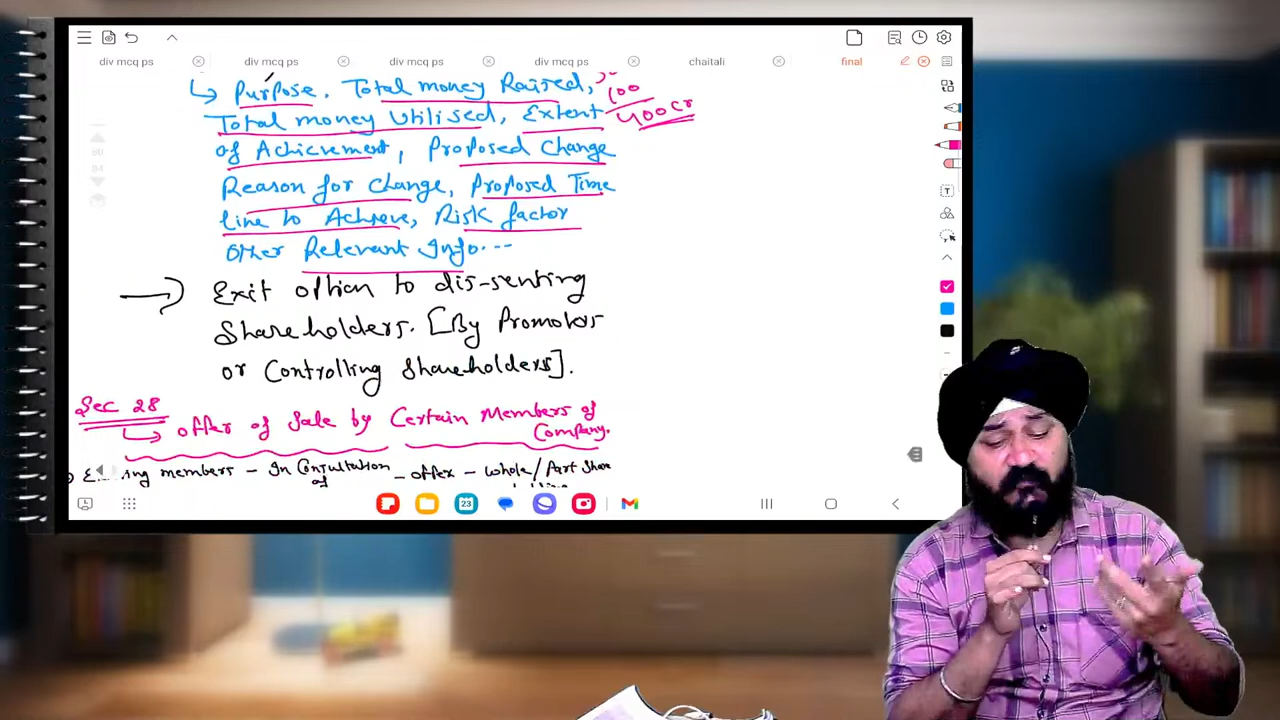 div mcq ps
div mcq ps
div mcq ps
div mcq ps
chaitali
final
↳ Purpose. Total money Raised,
100
400cr
Total money Utilised, Extent
of Achievement, Proposed Change
Reason for Change, Proposed Time
line to Achieve, Risk factor
Other Relevant Info...
→ Exit option to dis-senting
Shareholders. [By Promotors
or Controlling Shareholders].
Sec 28
↳ offer of Sale by Certain Members of
Company.
members - In Consultation of - offer - whole/Part Share
23